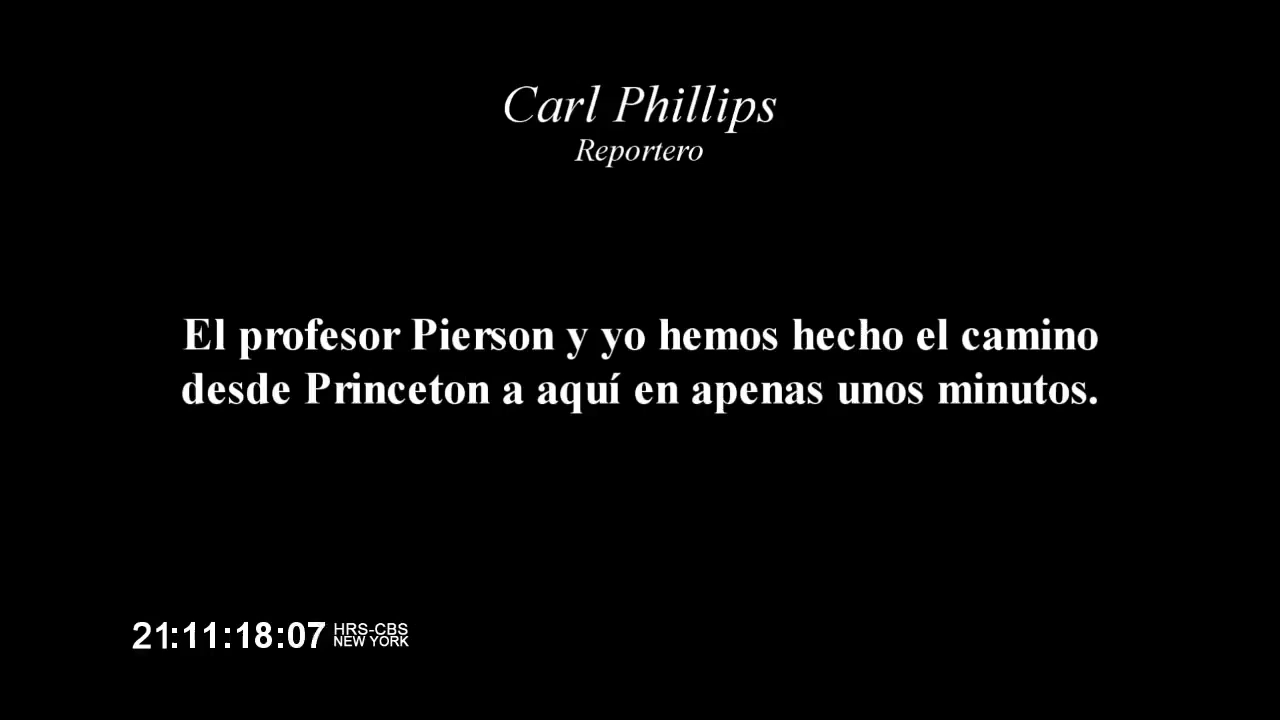 Carl Phillips
Reportero
El profesor Pierson y yo hemos hecho el camino
desde Princeton a aquí en apenas unos minutos.
21:11:18:07 HRS-CBS
NEW YORK